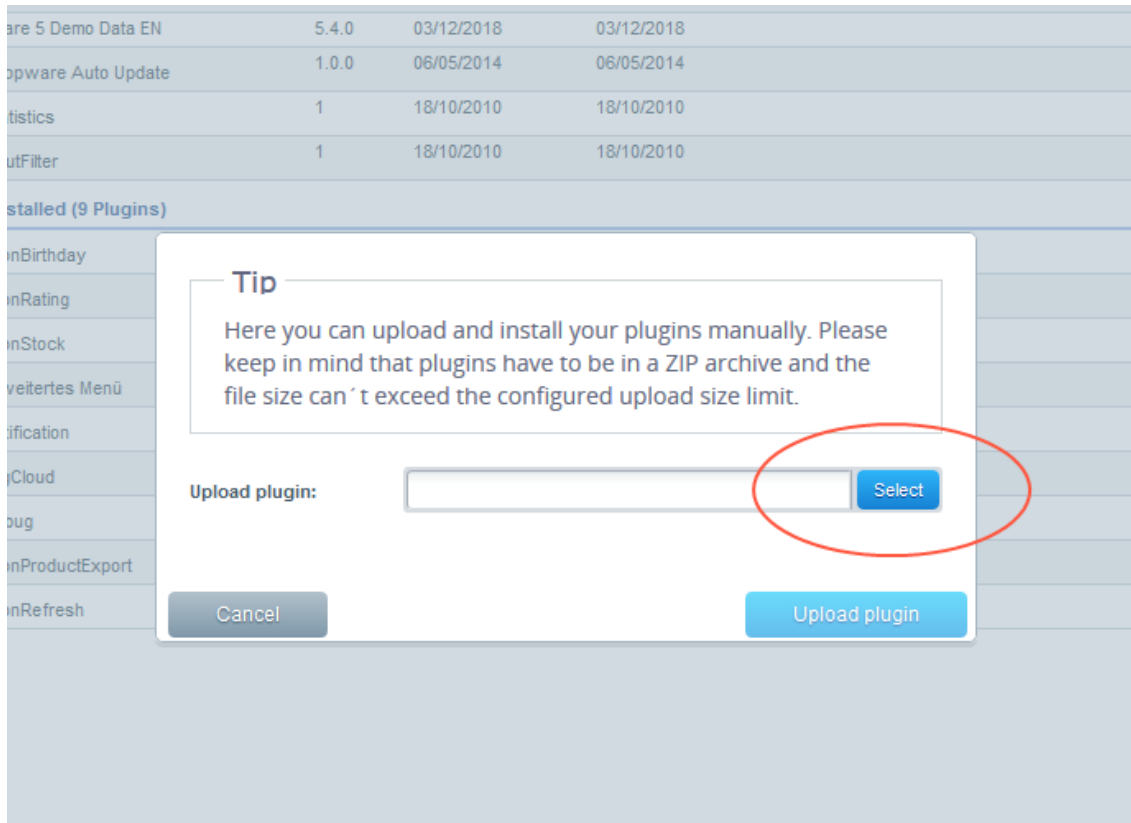 are 5 Demo Data EN 5.4.0 03/12/2018 03/12/2018
opware Auto Update 1.0.0 06/05/2014 06/05/2014
tistics 1 18/10/2010 18/10/2010
utFilter 1 18/10/2010 18/10/2010
stalled (9 Plugins)
onBirthday
onRating
onStock
weitertes Menü
tification
gCloud
bug
onProductExport
onRefresh
Tip
Here you can upload and install your plugins manually. Please
keep in mind that plugins have to be in a ZIP archive and the
file size can´t exceed the configured upload size limit.
Upload plugin: Select
Cancel Upload plugin